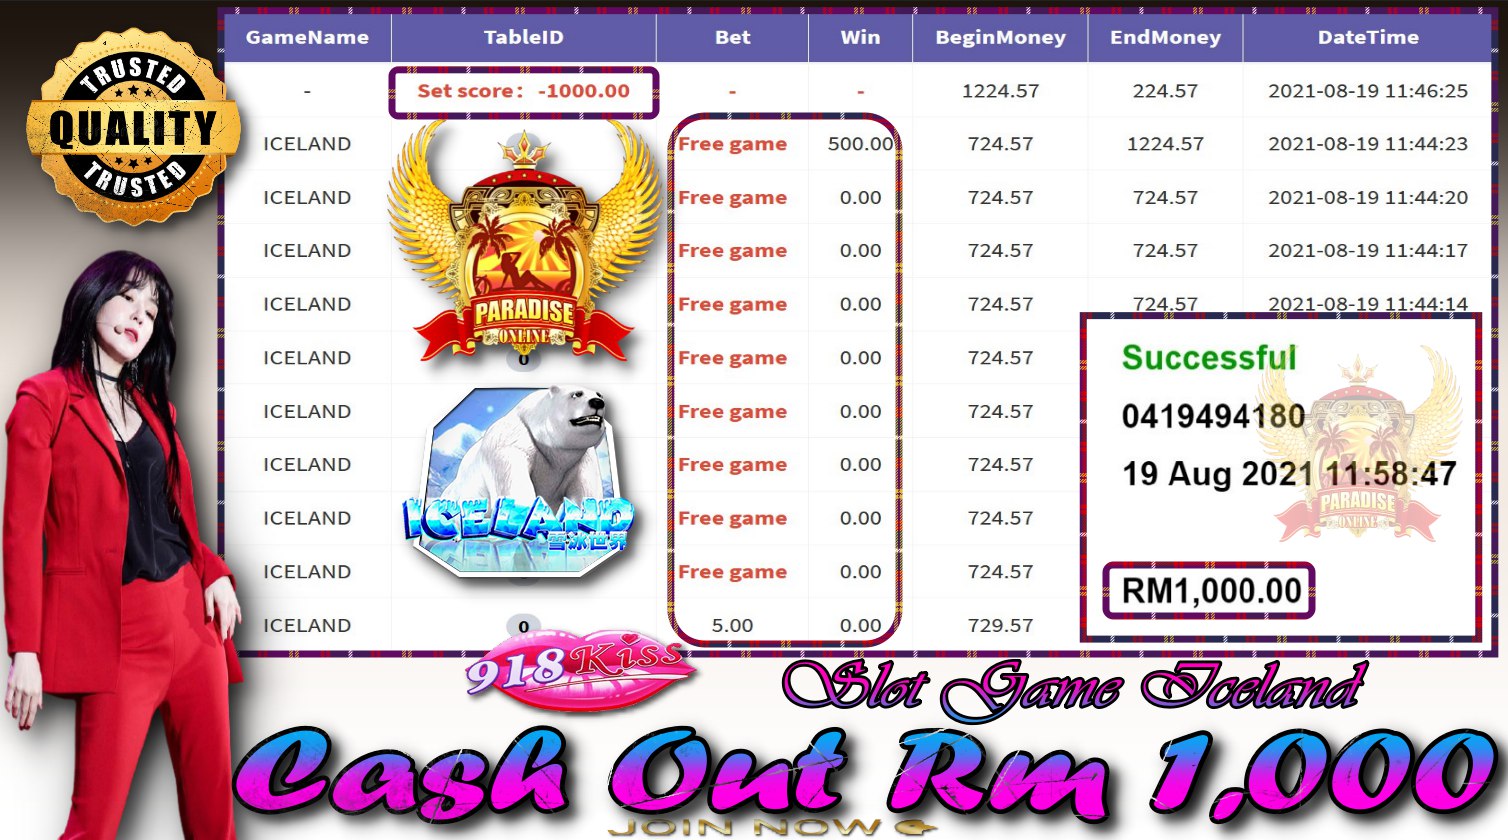 TRUSTED
QUALITY
TRUSTED
GameName TableID Bet Win BeginMoney EndMoney DateTime
- Set score: -1000.00 - - 1224.57 224.57 2021-08-19 11:46:25
ICELAND Free game 500.00 724.57 1224.57 2021-08-19 11:44:23
ICELAND Free game 0.00 724.57 724.57 2021-08-19 11:44:20
ICELAND Free game 0.00 724.57 724.57 2021-08-19 11:44:17
ICELAND Free game 0.00 724.57 724.57 2021-08-19 11:44:14
ICELAND 0 Free game 0.00 724.57
ICELAND Free game 0.00 724.57
ICELAND Free game 0.00 724.57
ICELAND Free game 0.00 724.57
ICELAND Free game 0.00 724.57
ICELAND 0 5.00 0.00 729.57
PARADISE
ONLINE
ICELAND
雪冰世界
Successful
0419494180
19 Aug 2021 11:58:47
PARADISE
ONLINE
RM1,000.00
918Kiss
Slot Game Iceland
Cash Out Rm 1,000
JOIN NOW